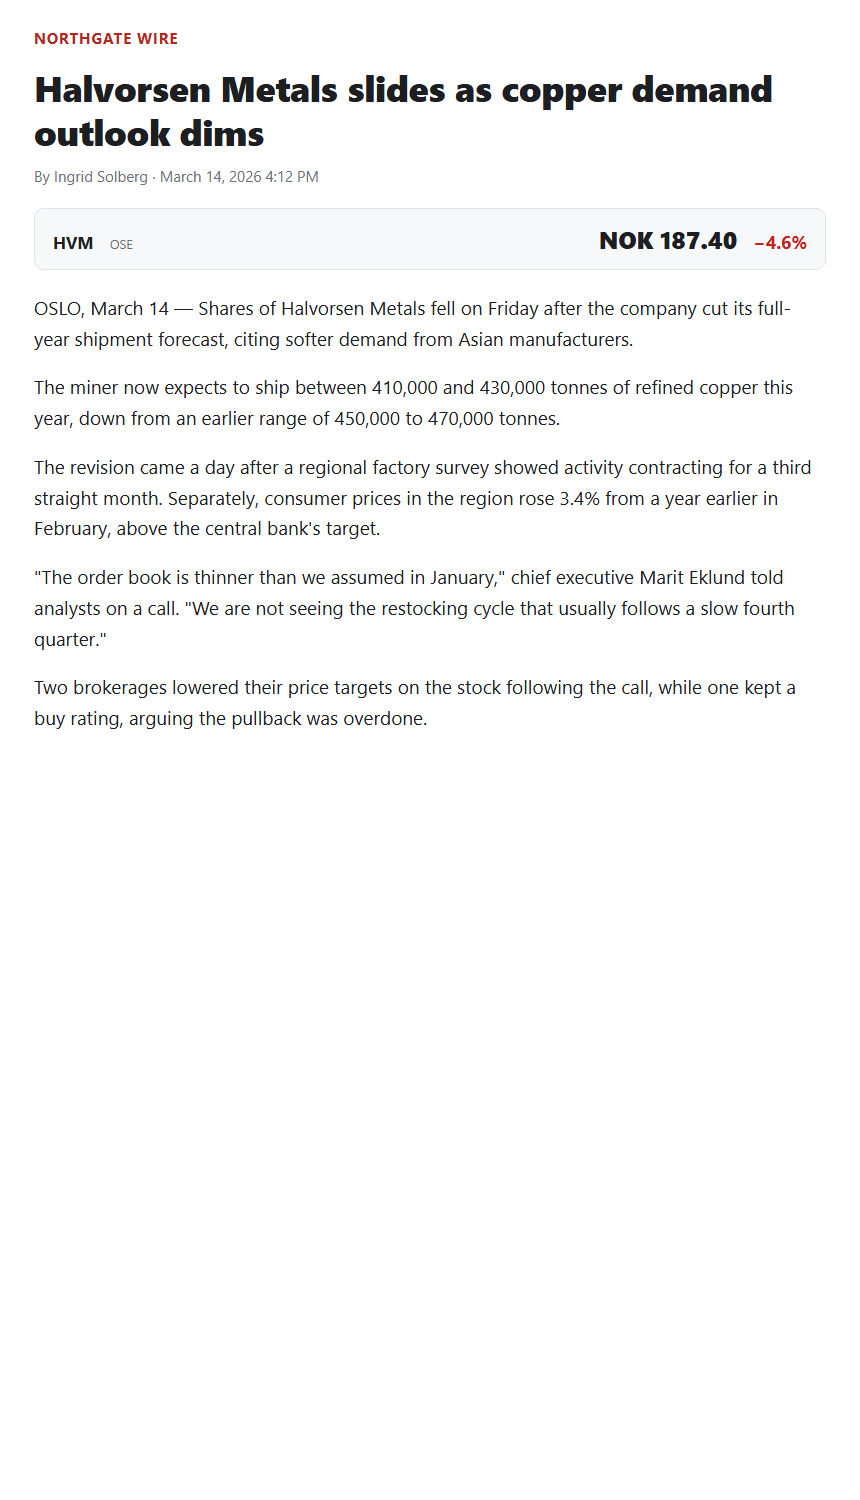 NORTHGATE WIRE
Halvorsen Metals slides as copper demand
outlook dims
By Ingrid Solberg · March 14, 2026 4:12 PM
HVM OSE NOK 187.40 −4.6%
OSLO, March 14 — Shares of Halvorsen Metals fell on Friday after the company cut its full-
year shipment forecast, citing softer demand from Asian manufacturers.
The miner now expects to ship between 410,000 and 430,000 tonnes of refined copper this
year, down from an earlier range of 450,000 to 470,000 tonnes.
The revision came a day after a regional factory survey showed activity contracting for a third
straight month. Separately, consumer prices in the region rose 3.4% from a year earlier in
February, above the central bank's target.
"The order book is thinner than we assumed in January," chief executive Marit Eklund told
analysts on a call. "We are not seeing the restocking cycle that usually follows a slow fourth
quarter."
Two brokerages lowered their price targets on the stock following the call, while one kept a
buy rating, arguing the pullback was overdone.